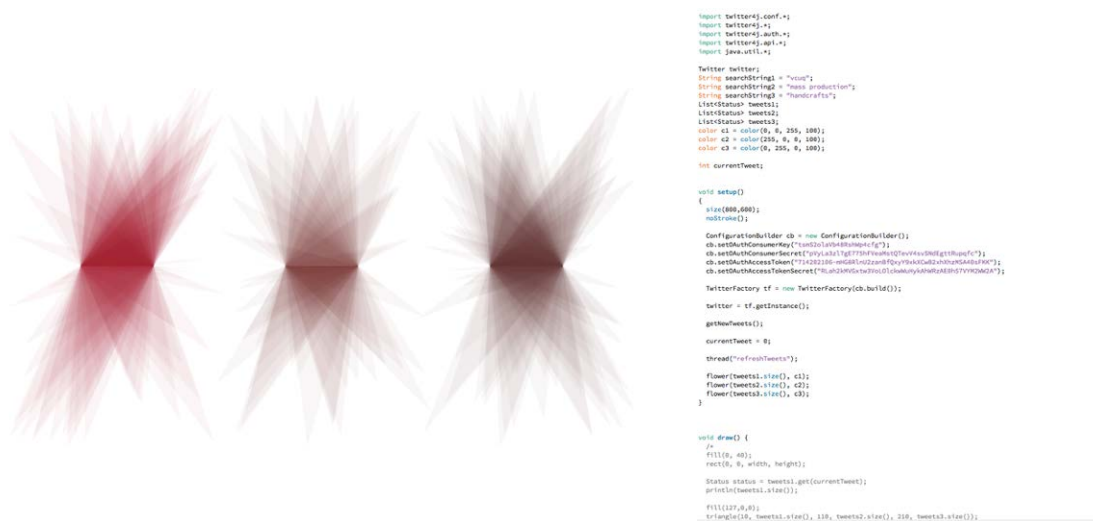 import twitter4j.conf.*;
import twitter4j.*;
import twitter4j.auth.*;
import twitter4j.api.*;
import java.util.*;
Twitter twitter;
String searchString1 = "vcuq";
String searchString2 = "mass production";
String searchString3 = "handcrafts";
List<Status> tweets1;
List<Status> tweets2;
List<Status> tweets3;
color c1 = color(0, 0, 255, 100);
color c2 = color(255, 0, 0, 100);
color c3 = color(0, 255, 0, 100);
int currentTweet;
void setup()
{
size(800,600);
noStroke();
ConfigurationBuilder cb = new ConfigurationBuilder();
cb.setOAuthConsumerKey(
cb.setOAuthConsumerSecret(
cb.setOAuthAccessToken(
cb.setOAuthAccessTokenSecret(
TwitterFactory tf = new TwitterFactory(cb.build());
twitter = tf.getInstance();
getNewTweets();
currentTweet = 0;
thread("refreshTweets");
flower(tweets1.size(), c1);
flower(tweets2.size(), c2);
flower(tweets3.size(), c3);
}
void draw() {
/*
fill(0, 40);
rect(0, 0, width, height);
Status status = tweets1.get(currentTweet);
println(tweets1.size());
fill(127,0,0);
triangle(10, tweets1.size(), 110, tweets2.size(), 210, tweets3.size());